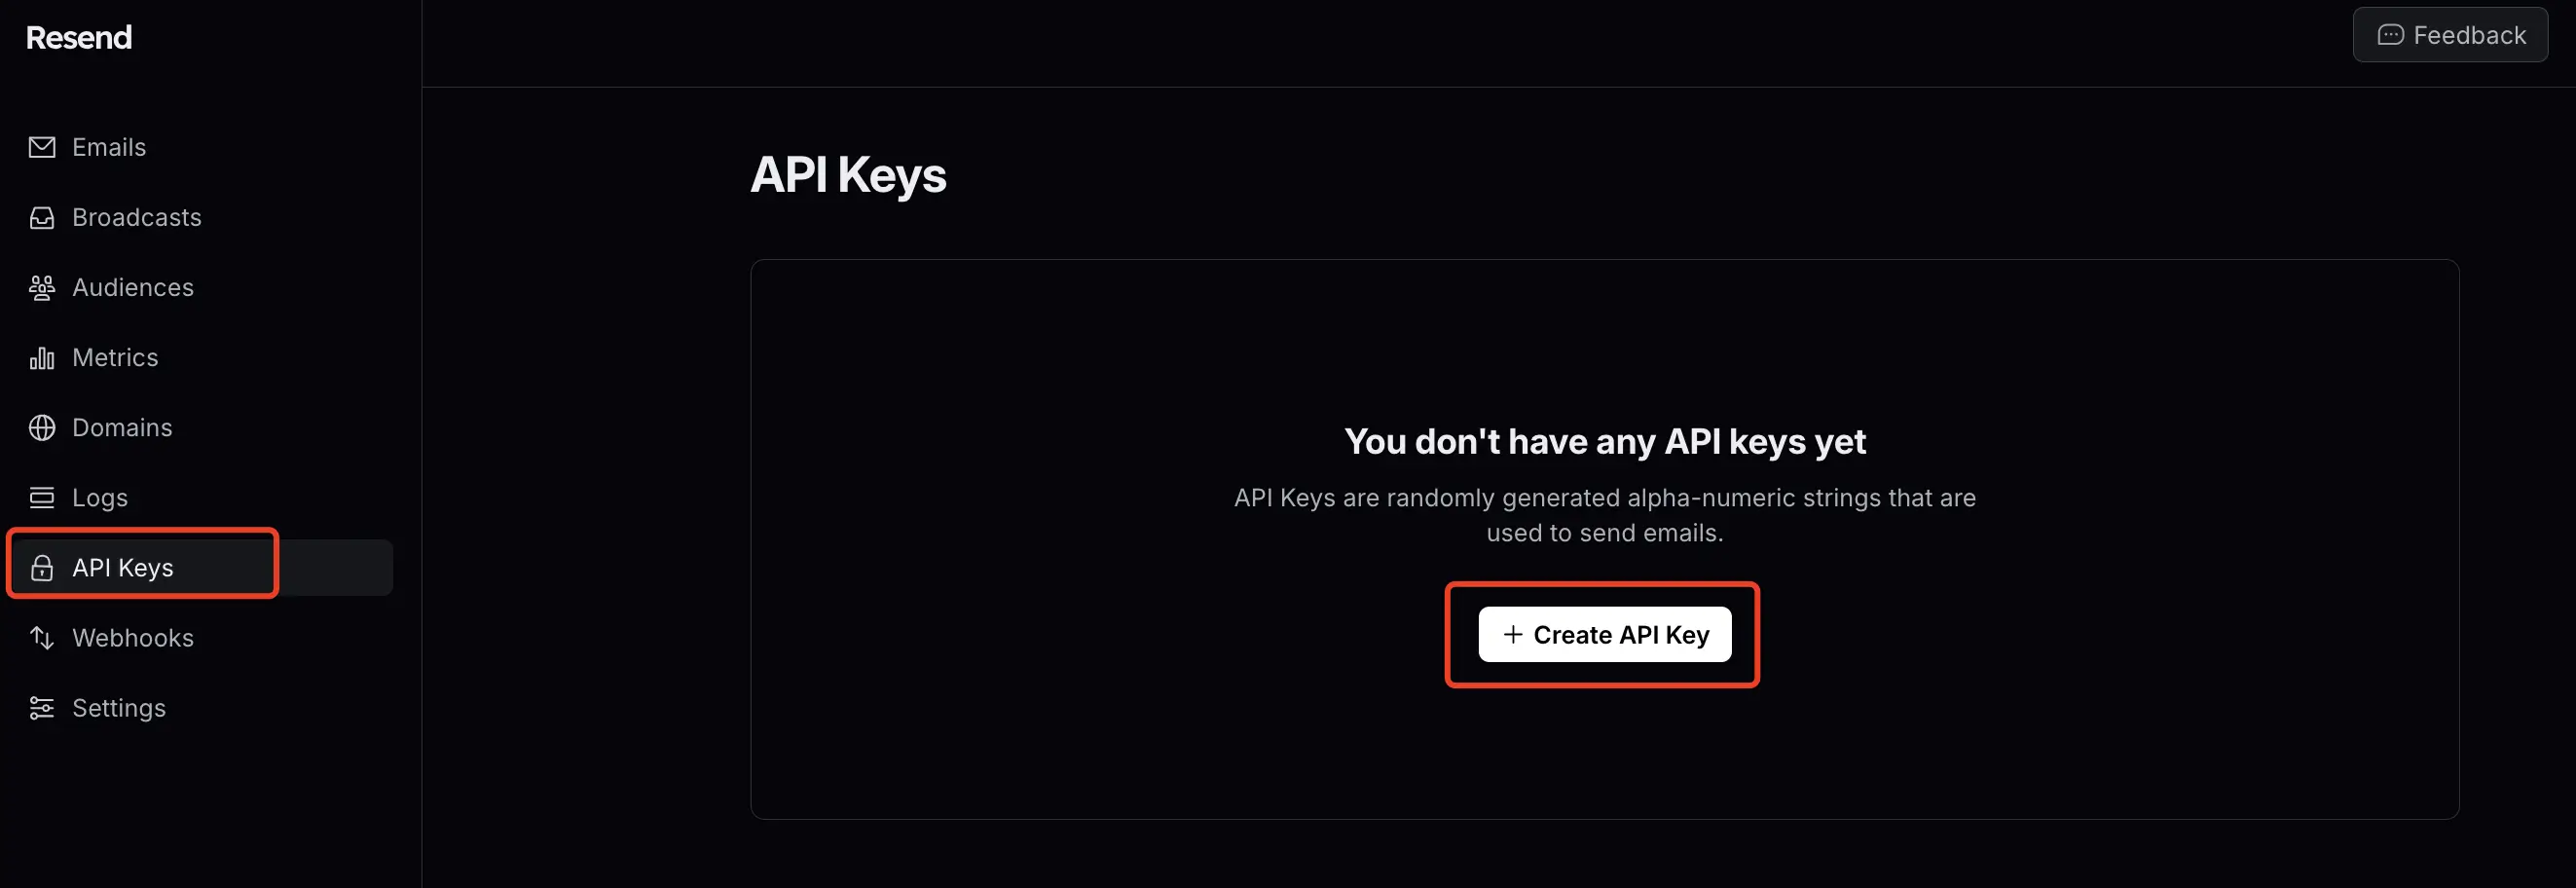 Resend
Feedback
Emails
Broadcasts
Audiences
Metrics
Domains
Logs
API Keys
Webhooks
Settings
API Keys
You don't have any API keys yet
API Keys are randomly generated alpha-numeric strings that are
used to send emails.
+ Create API Key